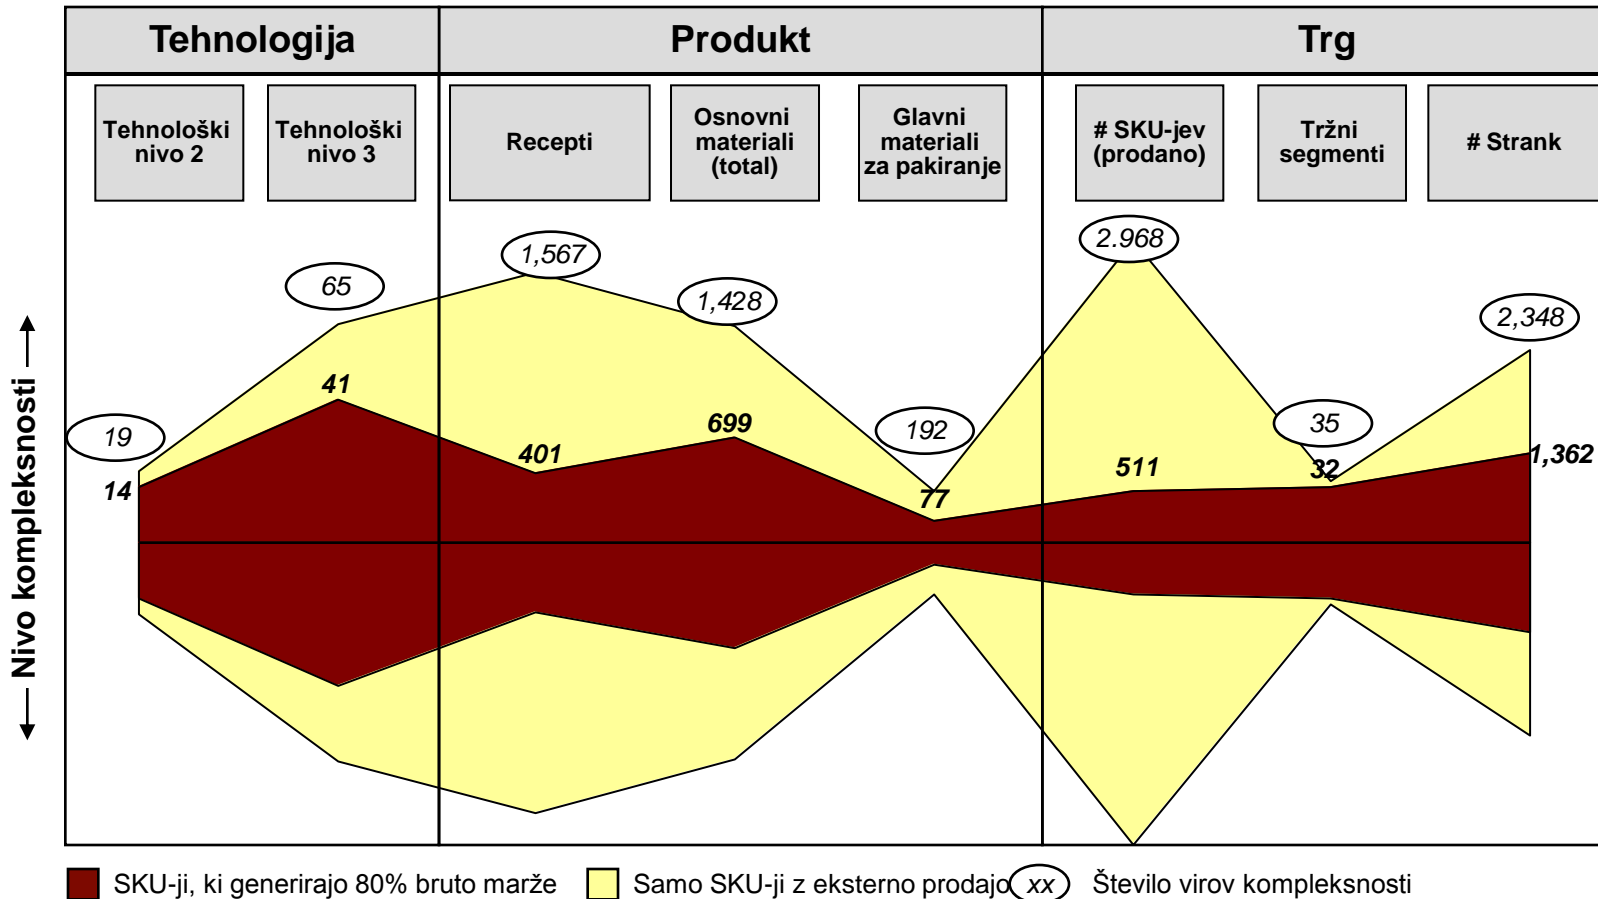 Tehnologija
Produkt
Trg
Tehnološki
nivo 2
Tehnološki
nivo 3
Recepti
Osnovni
materiali
(total)
Glavni
materiali
za pakiranje
# SKU-jev
(prodano)
Tržni
segmenti
# Strank
Nivo kompleksnosti
19
65
1,567
1,428
192
2.968
35
2,348
14
41
401
699
77
511
32
1,362
SKU-ji, ki generirajo 80% bruto marže
Samo SKU-ji z eksterno prodajo
xx
Število virov kompleksnosti